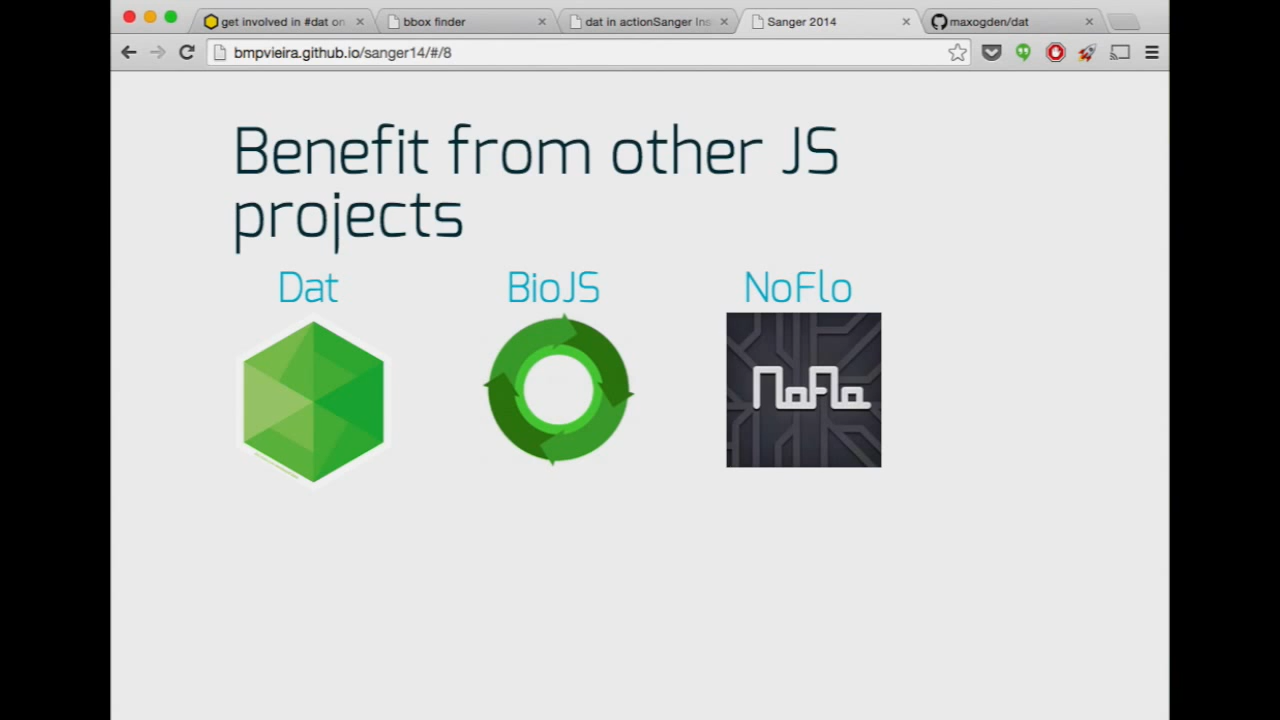 get involved in #dat on
bbox finder
dat in actionSanger Ins
Sanger 2014
maxogden/dat
bmpvieira.github.io/sanger14/#/8
Benefit from other JS
projects
Dat
BioJS
NoFlo
NoFlo